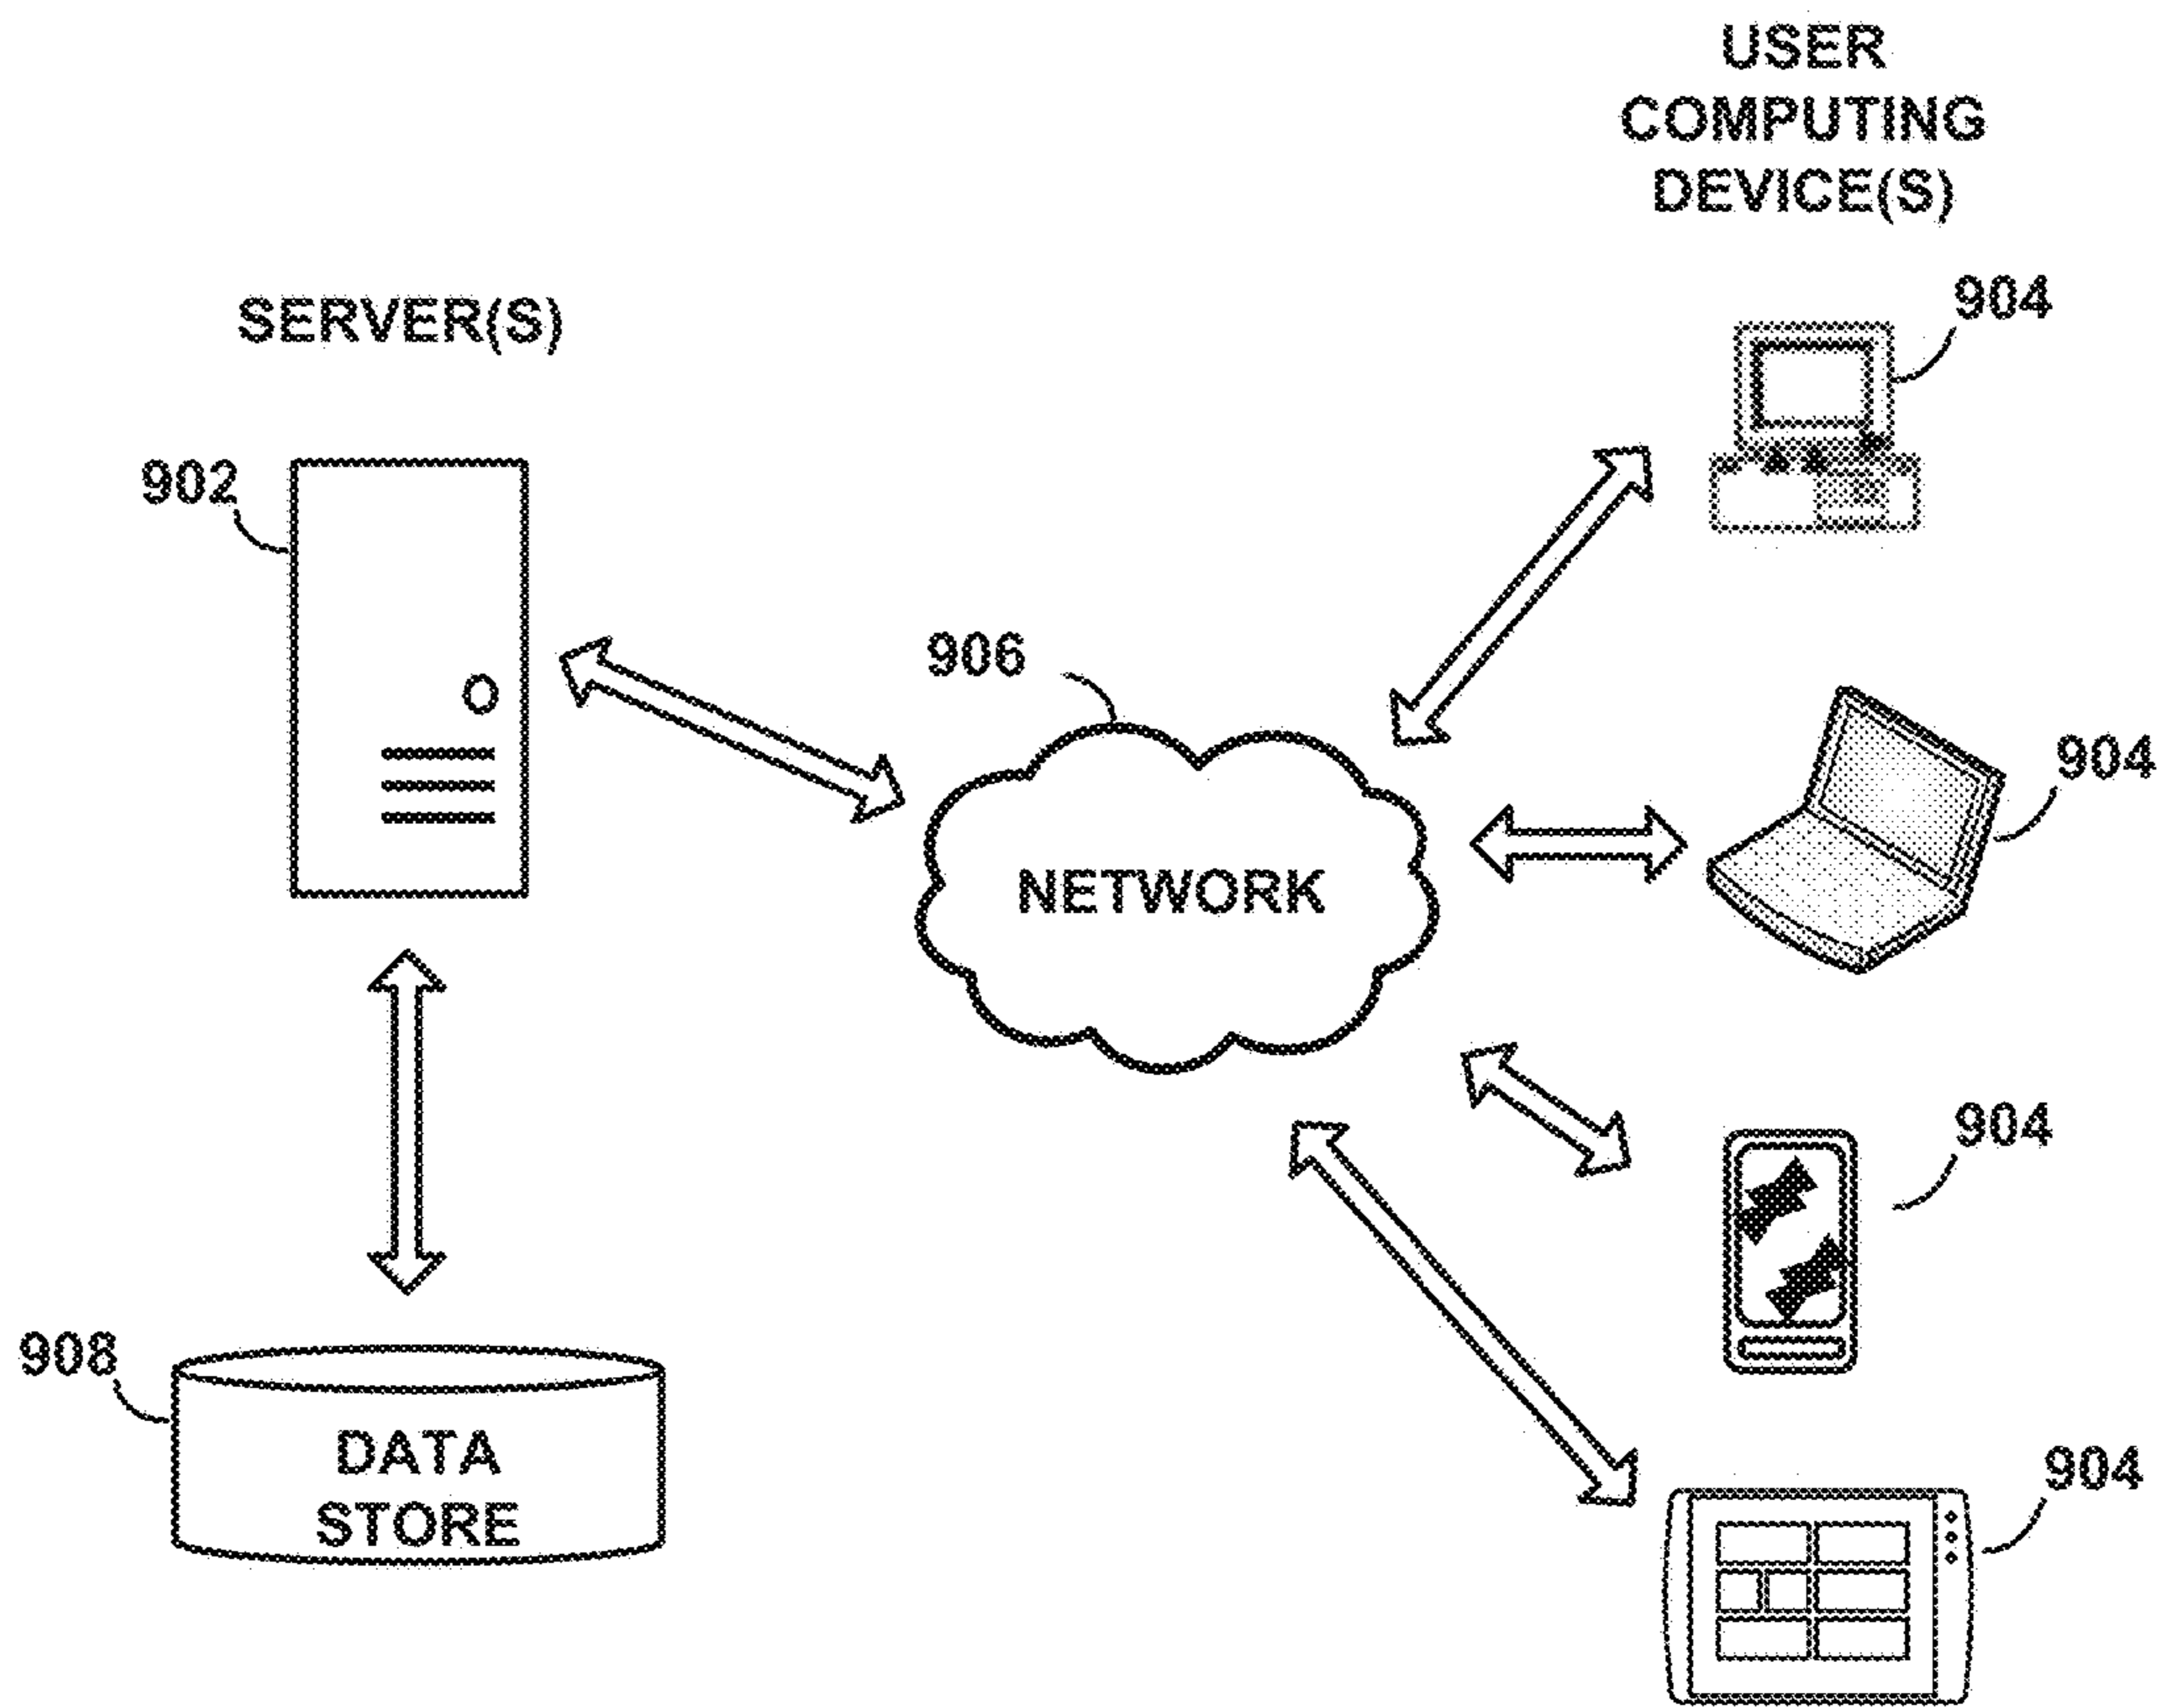 USER
COMPUTING
DEVICE(S)
SERVER(S)
904
902
906
904
NETWORK
904
908
DATA
STORE
904